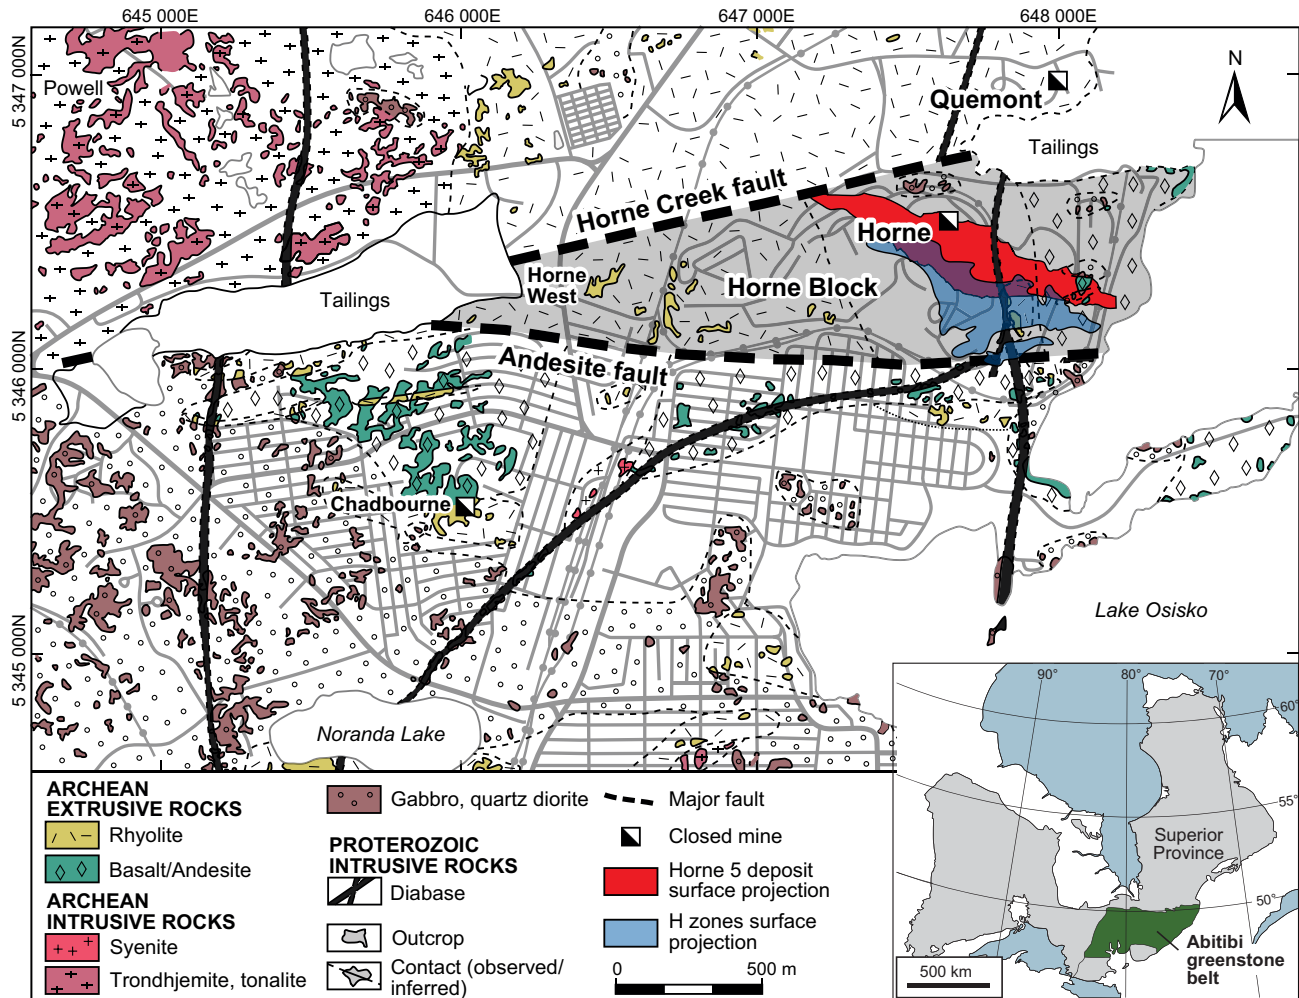 645 000E
646 000E
647 000E
648 000E
5 347 000N
5 346 000N
5 345 000N
Powell
Quemont
N
Tailings
Horne Creek fault
Horne
Horne
West
Horne Block
Tailings
Andesite fault
Chadbourne
Lake Osisko
Noranda Lake
ARCHEAN
EXTRUSIVE ROCKS
Rhyolite
Basalt/Andesite
ARCHEAN
INTRUSIVE ROCKS
Syenite
Trondhjemite, tonalite
Gabbro, quartz diorite
PROTEROZOIC
INTRUSIVE ROCKS
Diabase
Outcrop
Contact (observed/
inferred)
Major fault
Closed mine
Horne 5 deposit
surface projection
H zones surface
projection
0
500 m
90°
80°
70°
60°
55°
50°
Superior
Province
Abitibi
greenstone
belt
500 km